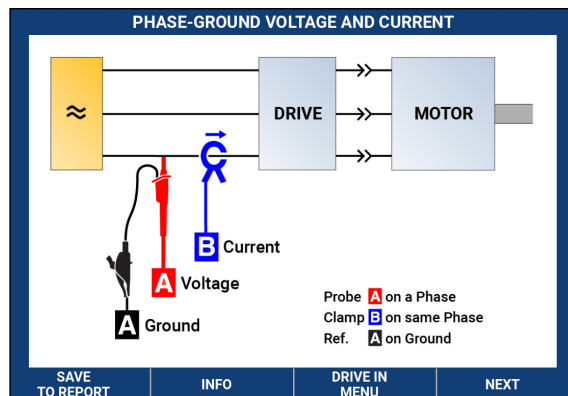 PHASE-GROUND VOLTAGE AND CURRENT
≈
DRIVE
MOTOR
B Current
A Voltage
A Ground
Probe A on a Phase
Clamp B on same Phase
Ref. A on Ground
SAVE
TO REPORT
INFO
DRIVE IN
MENU
NEXT